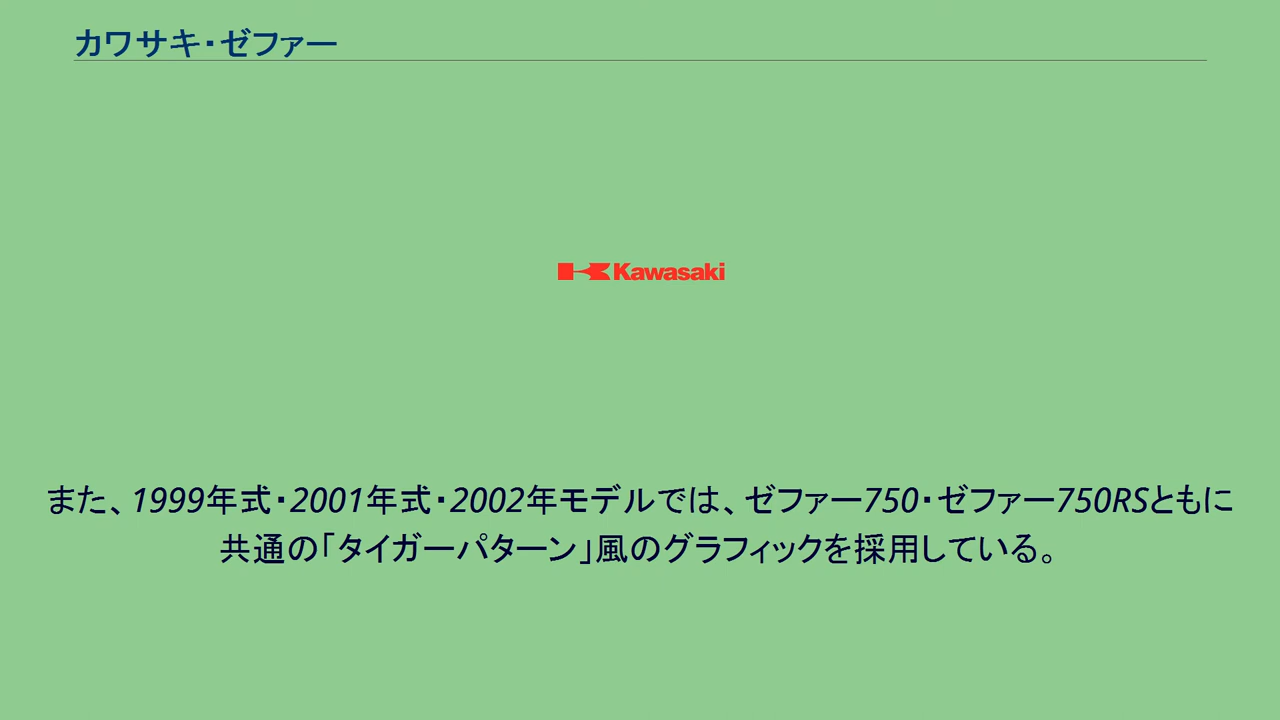 カワサキ・ゼファー
Kawasaki
また、1999年式・2001年式・2002年モデルでは、ゼファー750・ゼファー750RSともに
共通の「タイガーパターン」風のグラフィックを採用している。